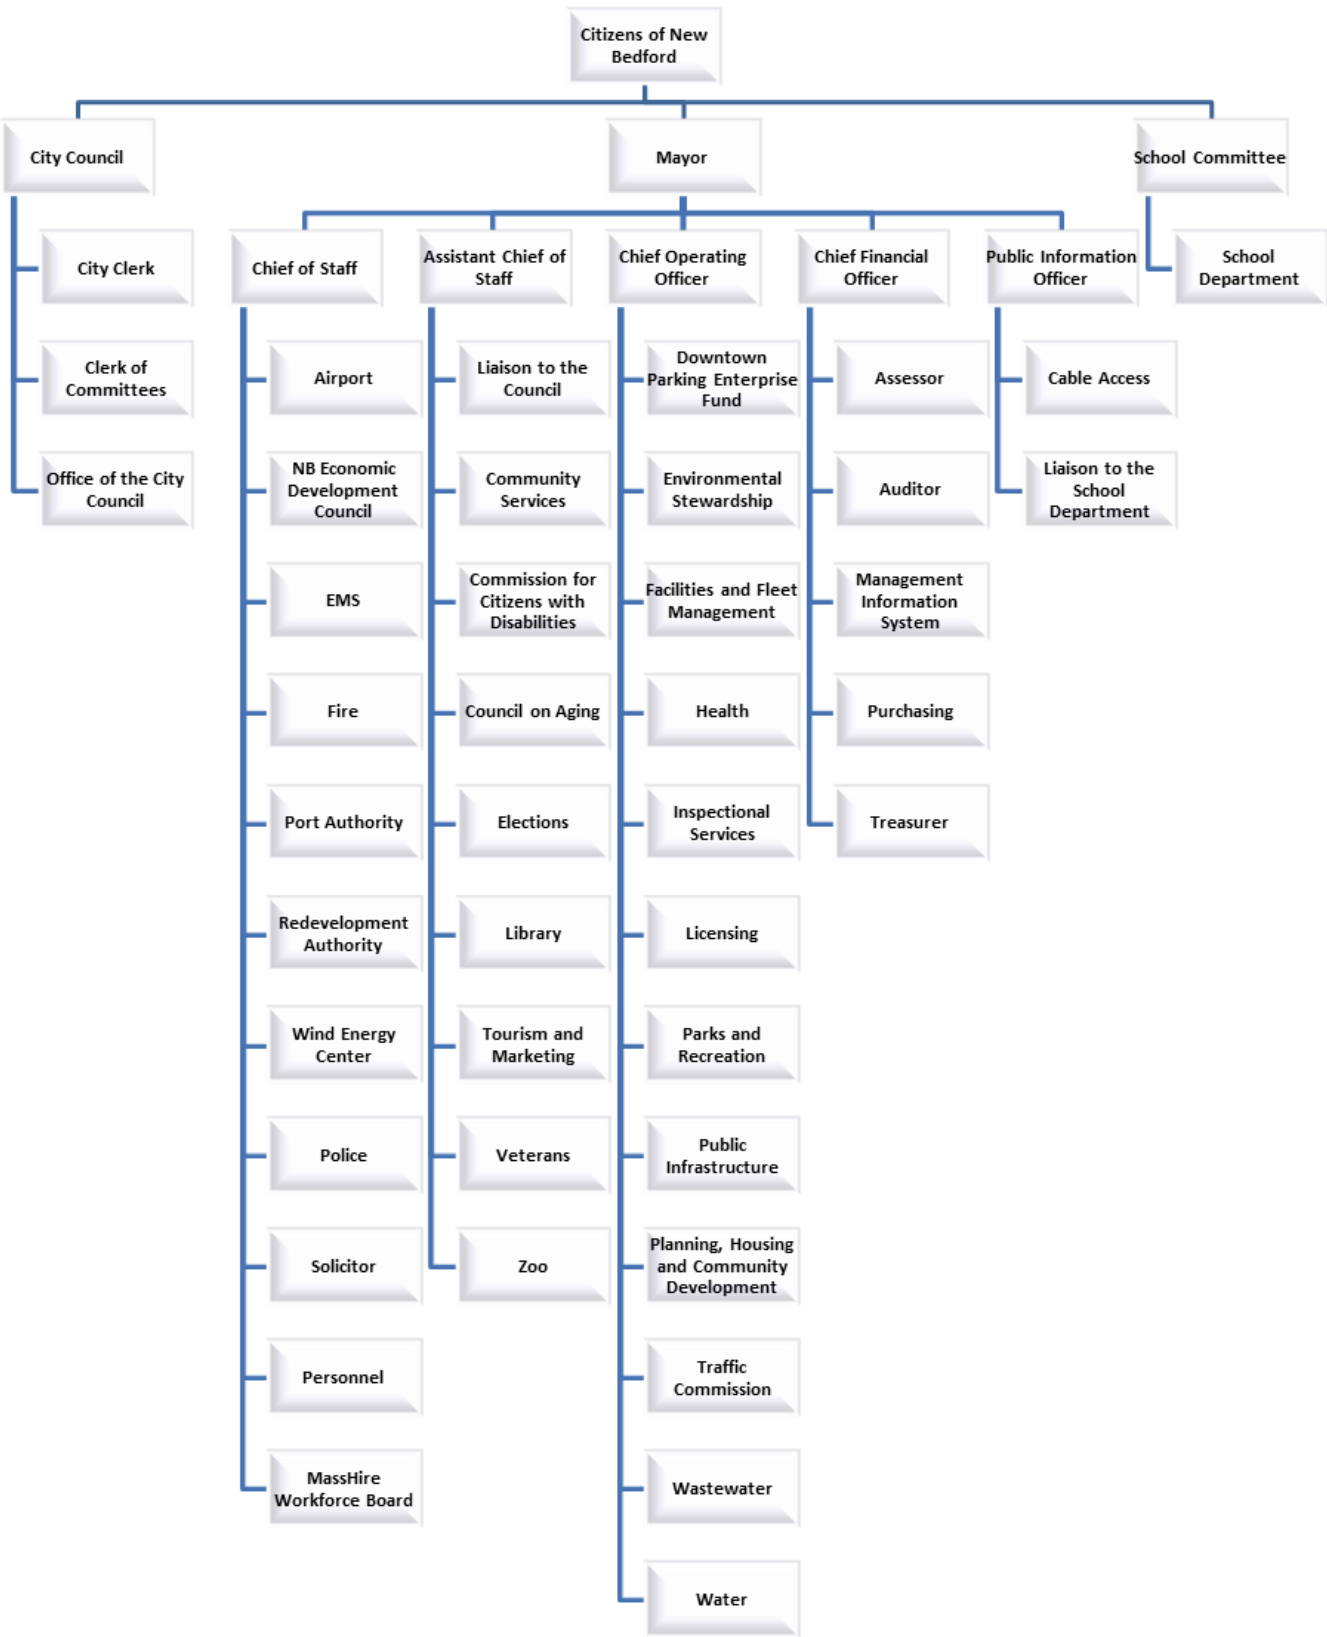 Citizens of New
Bedford
City Council
Mayor
School Committee
City Clerk
Clerk of
Committees
Office of the City
Council
Chief of Staff
Airport
NB Economic
Development
Council
EMS
Fire
Port Authority
Redevelopment
Authority
Wind Energy
Center
Police
Solicitor
Personnel
MassHire
Workforce Board
Assistant Chief of
Staff
Liaison to the
Council
Community
Services
Commission for
Citizens with
Disabilities
Council on Aging
Elections
Library
Tourism and
Marketing
Veterans
Zoo
Chief Operating
Officer
Downtown
Parking Enterprise
Fund
Environmental
Stewardship
Facilities and Fleet
Management
Health
Inspectional
Services
Licensing
Parks and
Recreation
Public
Infrastructure
Planning, Housing
and Community
Development
Traffic
Commission
Wastewater
Water
Chief Financial
Officer
Assessor
Auditor
Management
Information
System
Purchasing
Treasurer
Public Information
Officer
Cable Access
Liaison to the
School
Department
School
Department